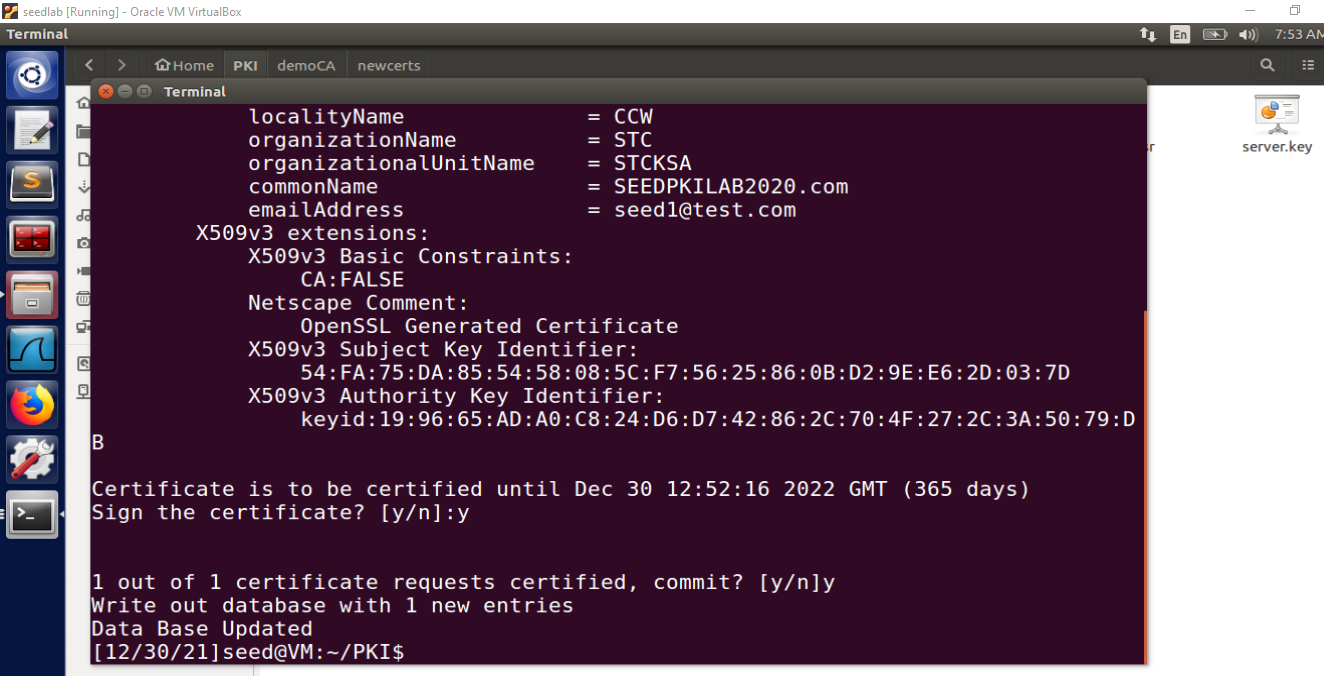 seedlab [Running] - Oracle VM VirtualBox
Terminal
En
7:53 AM
Home PKI demoCA newcerts
Terminal
localityName = CCW
organizationName = STC
organizationalUnitName = STCKSA
commonName = SEEDPKILAB2020.com
emailAddress = seed1@test.com
X509v3 extensions:
X509v3 Basic Constraints:
CA:FALSE
Netscape Comment:
OpenSSL Generated Certificate
X509v3 Subject Key Identifier:
54:FA:75:DA:85:54:58:08:5C:F7:56:25:86:0B:D2:9E:E6:2D:03:7D
X509v3 Authority Key Identifier:
keyid:19:96:65:AD:A0:C8:24:D6:D7:42:86:2C:70:4F:27:2C:3A:50:79:D
B
Certificate is to be certified until Dec 30 12:52:16 2022 GMT (365 days)
Sign the certificate? [y/n]:y
1 out of 1 certificate requests certified, commit? [y/n]y
Write out database with 1 new entries
Data Base Updated
[12/30/21]seed@VM:~/PKI$
server.key